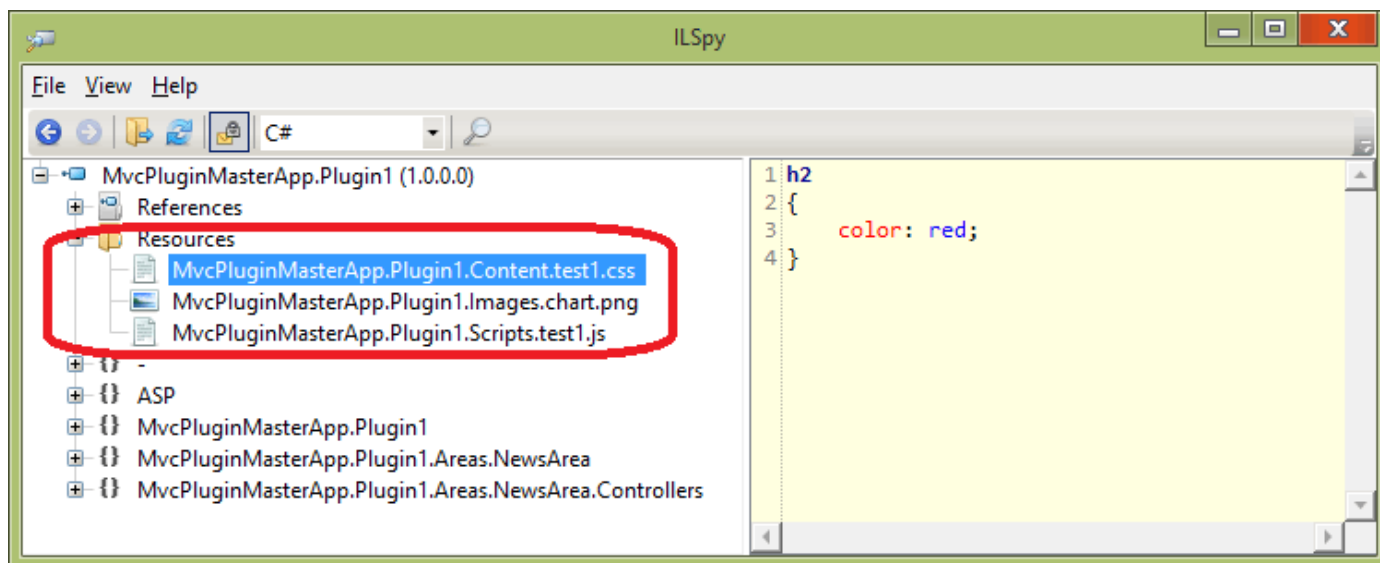 ILSpy
File View Help
C#
MvcPluginMasterApp.Plugin1 (1.0.0.0)
References
Resources
MvcPluginMasterApp.Plugin1.Content.test1.css
MvcPluginMasterApp.Plugin1.Images.chart.png
MvcPluginMasterApp.Plugin1.Scripts.test1.js
{} -
{} ASP
{} MvcPluginMasterApp.Plugin1
{} MvcPluginMasterApp.Plugin1.Areas.NewsArea
{} MvcPluginMasterApp.Plugin1.Areas.NewsArea.Controllers
1 h2
2 {
3 color: red;
4 }